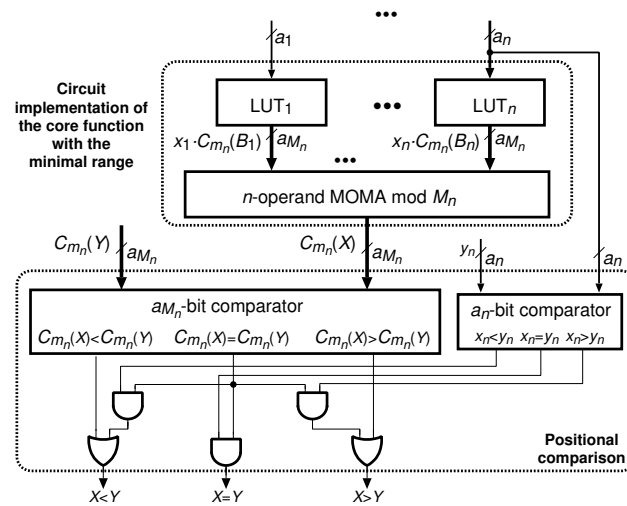 •••
a1
an
Circuit
implementation of
the core function
with the
minimal range
LUT1 ••• LUTn
x1·Cmn(B1) aMn ••• xn·Cmn(Bn) aMn
n-operand MOMA mod Mn
Cmn(Y) aMn Cmn(X) aMn yn an an
aMn-bit comparator
Cmn(X)<Cmn(Y) Cmn(X)=Cmn(Y) Cmn(X)>Cmn(Y)
an-bit comparator
xn<yn xn=yn xn>yn
Positional
comparison
X<Y X=Y X>Y